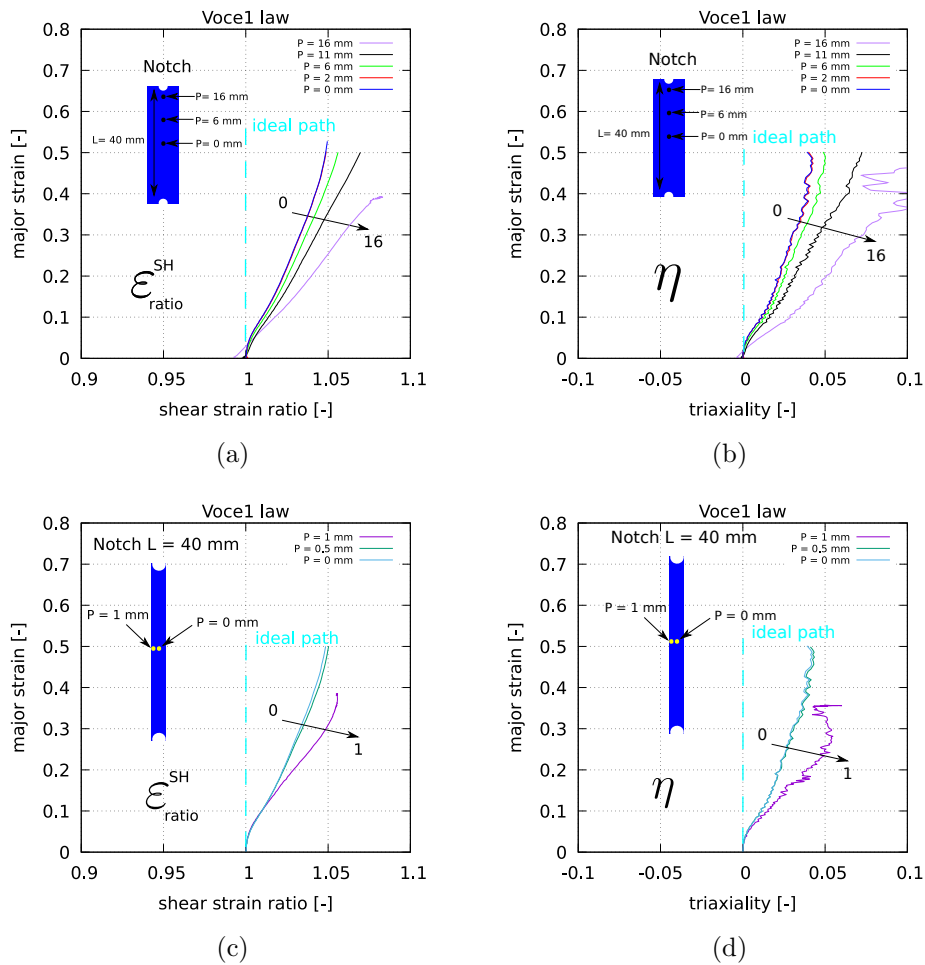 Voce1 law
0.8
0.7
0.6
0.5
0.4
0.3
0.2
0.1
0
major strain [-]
P = 16 mm
P = 11 mm
P = 6 mm
P = 2 mm
P = 0 mm
Notch
P= 16 mm
P= 6 mm
L= 40 mm
P= 0 mm
ideal path
0
16
ε SH ratio
0.9 0.95 1 1.05 1.1
shear strain ratio [-]
(a)
Voce1 law
0.8
0.7
0.6
0.5
0.4
0.3
0.2
0.1
0
major strain [-]
P = 16 mm
P = 11 mm
P = 6 mm
P = 2 mm
P = 0 mm
Notch
P= 16 mm
P= 6 mm
L= 40 mm
P= 0 mm
ideal path
0
16
η
-0.1 -0.05 0 0.05 0.1
triaxiality [-]
(b)
Voce1 law
0.8
0.7
0.6
0.5
0.4
0.3
0.2
0.1
0
major strain [-]
Notch L = 40 mm
P = 1 mm
P = 0.5 mm
P = 0 mm
P = 1 mm
P = 0 mm
ideal path
0
1
ε SH ratio
0.9 0.95 1 1.05 1.1
shear strain ratio [-]
(c)
Voce1 law
0.8
0.7
0.6
0.5
0.4
0.3
0.2
0.1
0
major strain [-]
Notch L = 40 mm
P = 1 mm
P = 0.5 mm
P = 0 mm
P = 1 mm
P = 0 mm
ideal path
0
1
η
-0.1 -0.05 0 0.05 0.1
triaxiality [-]
(d)